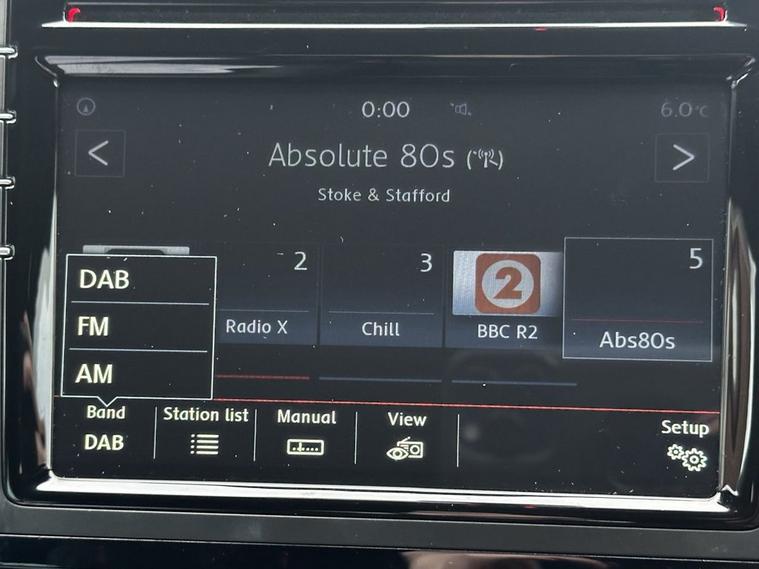 0:00
6.0°C
<
Absolute 80s
>
Stoke & Stafford
2
3
2
5
Radio X
Chill
BBC R2
Abs80s
DAB
FM
AM
Band
DAB
Station list
Manual
View
Setup